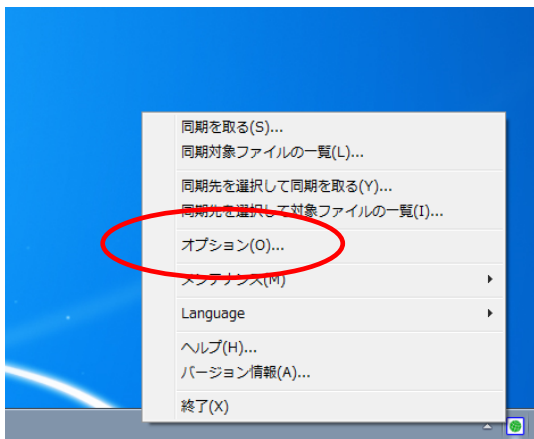 同期を取る(S)...
同期対象ファイルの一覧(L)...
同期先を選択して同期を取る(Y)...
同期先を選択して対象ファイルの一覧(I)...
オプション(O)...
メンテナンス(M)
Language
ヘルプ(H)...
バージョン情報(A)...
終了(X)